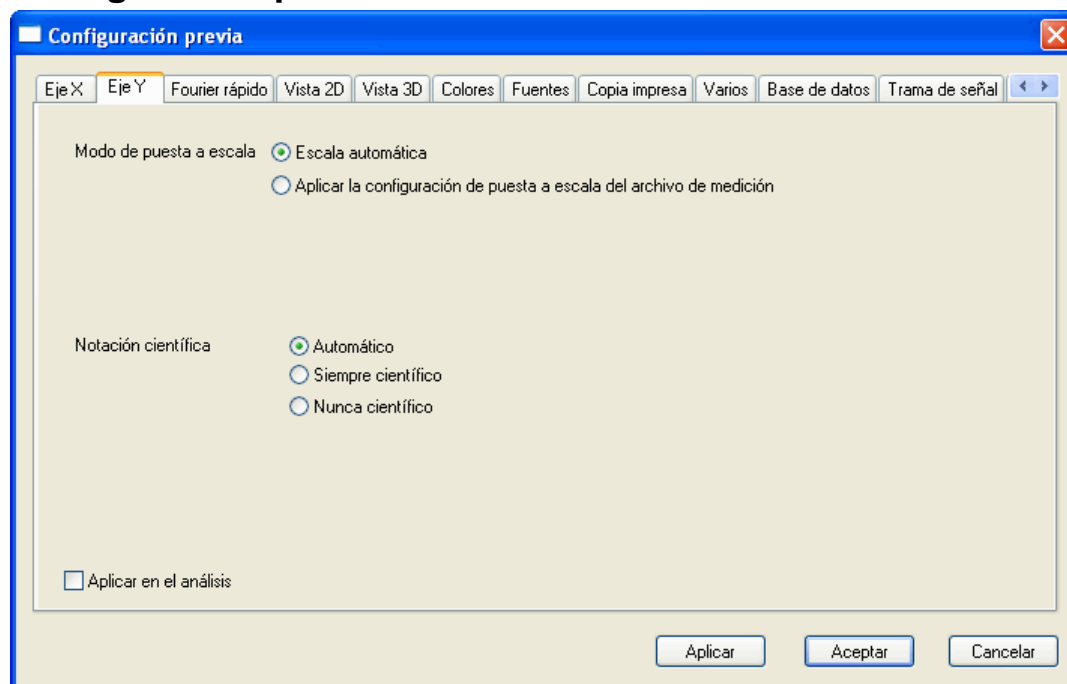 Configuración previa
Eje X Eje Y Fourier rápido Vista 2D Vista 3D Colores Fuentes Copia impresa Varios Base de datos Trama de señal
Modo de puesta a escala Escala automática
Aplicar la configuración de puesta a escala del archivo de medición
Notación científica Automático
Siempre científico
Nunca científico
Aplicar en el análisis
Aplicar Aceptar Cancelar